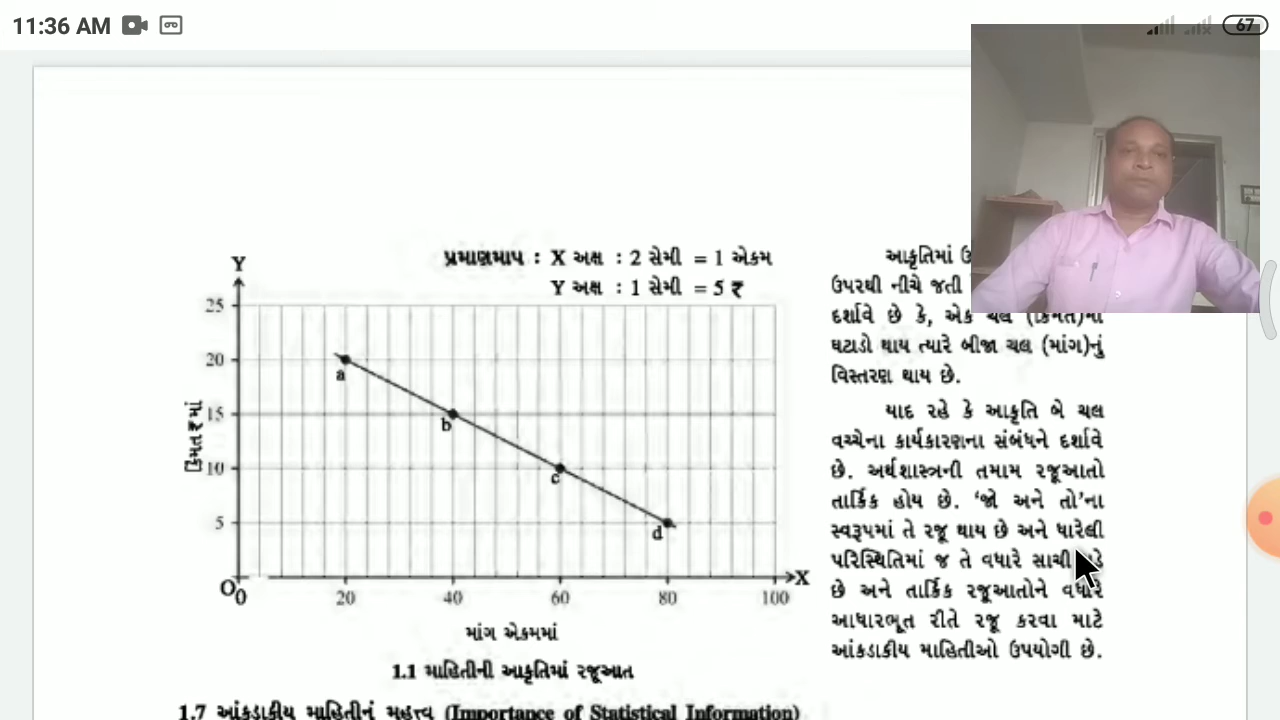 11:36 AM
67
પ્રમાણમાપ : X અક્ષ : 2 સેમી = 1 એકમ
Y અક્ષ : 1 સેમી = 5 ₹
Y
25
20
15
10
5
કિંમત ₹માં
a
b
c
d
O
0
20
40
60
80
100
X
માંગ એકમમાં
1.1 માહિતીની આકૃતિમાં રજૂઆત
આકૃતિમાં
ઉપરથી નીચે જતી
દર્શાવે છે કે, એક ચલ (કિંમત)માં
ઘટાડો થાય ત્યારે બીજા ચલ (માંગ)નું
વિસ્તરણ થાય છે.
યાદ રહે કે આકૃતિ બે ચલ
વચ્ચેના કાર્યકારણના સંબંધને દર્શાવે
છે. અર્થશાસ્ત્રની તમામ રજૂઆતો
તાર્કિક હોય છે. ‘જો અને તો’ના
સ્વરૂપમાં તે રજૂ થાય છે અને ધારેલી
પરિસ્થિતિમાં જ તે વધારે સાચી
છે અને તાર્કિક રજૂઆતોને વધારે
આધારભૂત રીતે રજૂ કરવા માટે
આંકડાકીય માહિતીઓ ઉપયોગી છે.
1.7 આંકડાકીય માહિતીનું મહત્ત્વ (Importance of Statistical Information)